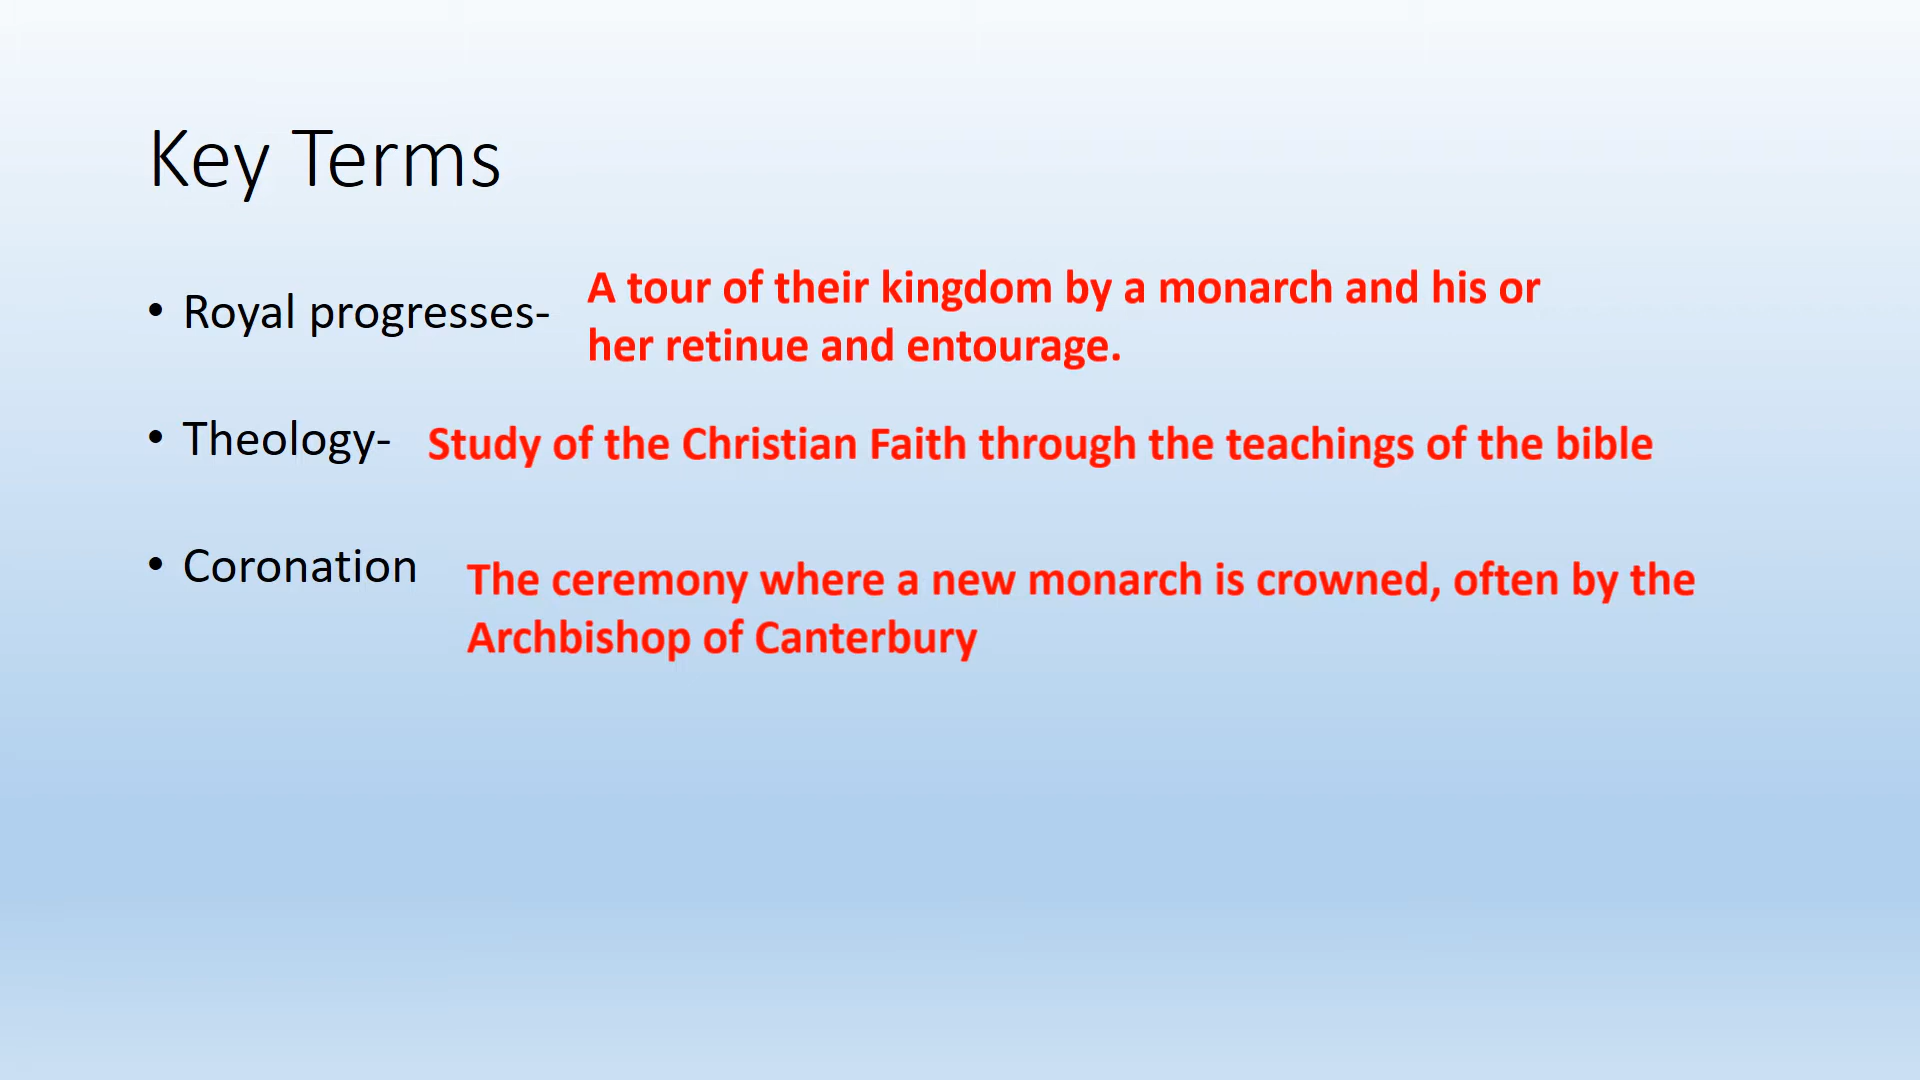 Key Terms
• Royal progresses- A tour of their kingdom by a monarch and his or
her retinue and entourage.
• Theology- Study of the Christian Faith through the teachings of the bible
• Coronation The ceremony where a new monarch is crowned, often by the
Archbishop of Canterbury